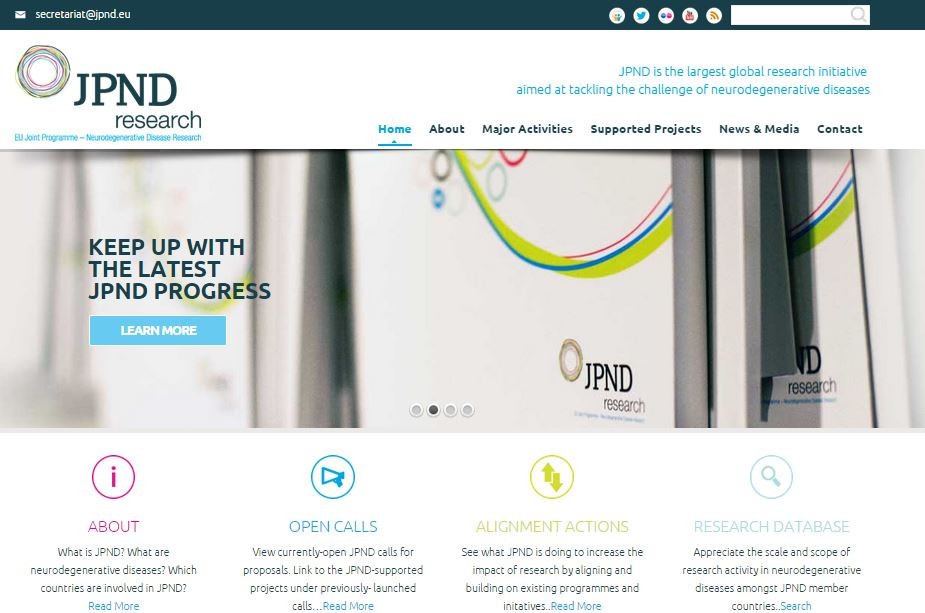 secretariat@jpnd.eu
JPND
research
EU Joint Programme – Neurodegenerative Disease Research
JPND is the largest global research initiative
aimed at tackling the challenge of neurodegenerative diseases
Home About Major Activities Supported Projects News & Media Contact
KEEP UP WITH
THE LATEST
JPND PROGRESS
LEARN MORE
JPND
research
ND
research
ABOUT
What is JPND? What are
neurodegenerative diseases? Which
countries are involved in JPND?
Read More
OPEN CALLS
View currently-open JPND calls for
proposals. Link to the JPND-supported
projects under previously- launched
calls…Read More
ALIGNMENT ACTIONS
See what JPND is doing to increase the
impact of research by aligning and
building on existing programmes and
initatives..Read More
RESEARCH DATABASE
Appreciate the scale and scope of
research activity in neurodegenerative
diseases amongst JPND member
countries..Search